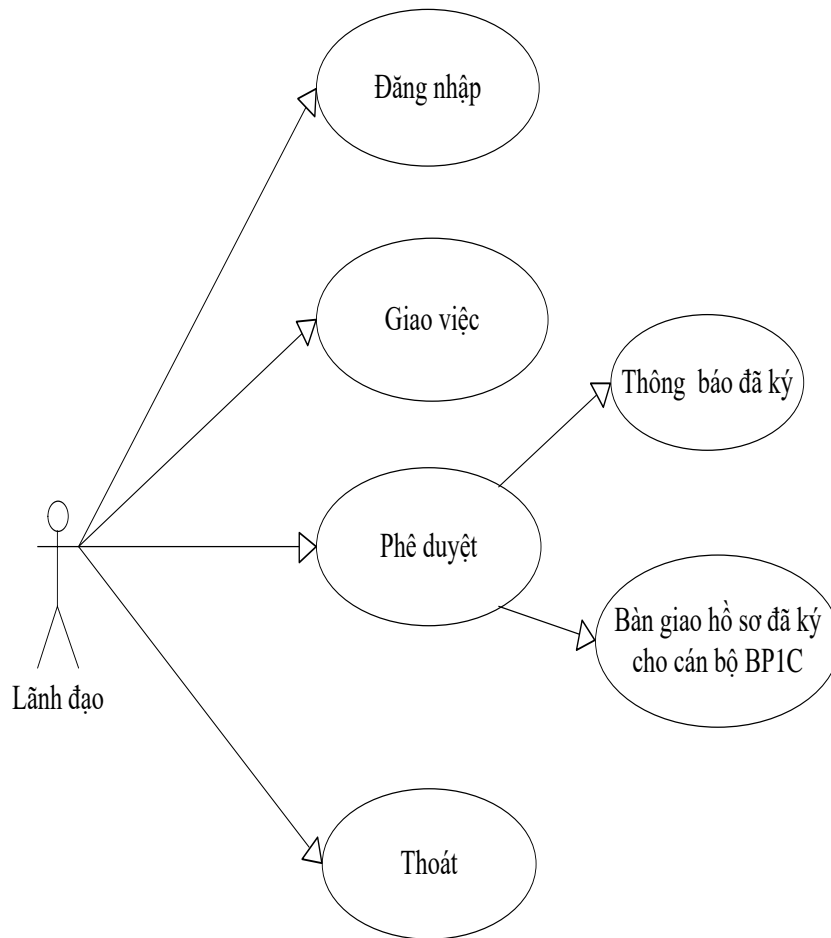 Đăng nhập
Giao việc
Thông báo đã ký
Phê duyệt
Bàn giao hồ sơ đã ký
cho cán bộ BP1C
Lãnh đạo
Thoát